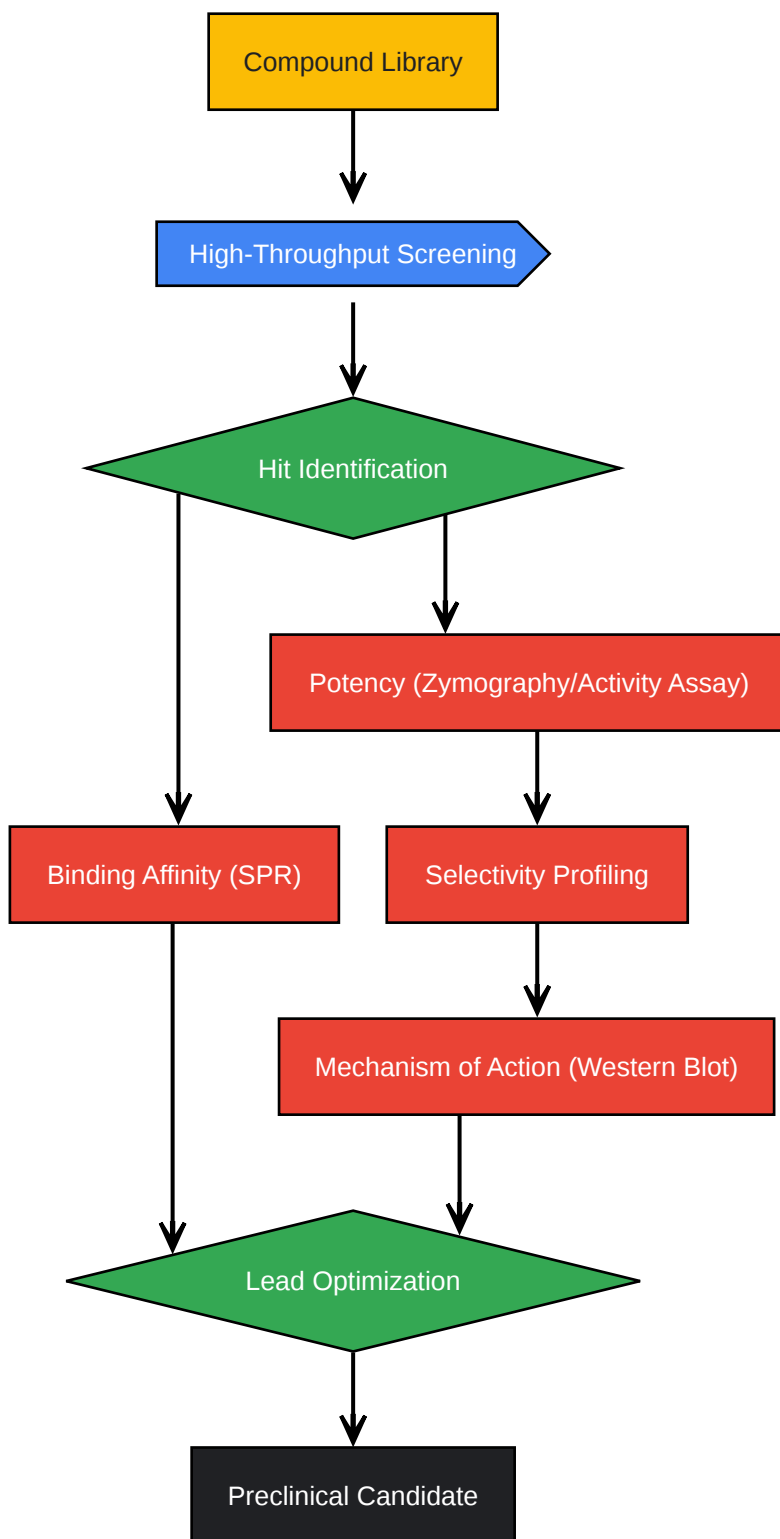 Compound Library
High-Throughput Screening
Hit Identification
Potency (Zymography/Activity Assay)
Binding Affinity (SPR)
Selectivity Profiling
Mechanism of Action (Western Blot)
Lead Optimization
Preclinical Candidate